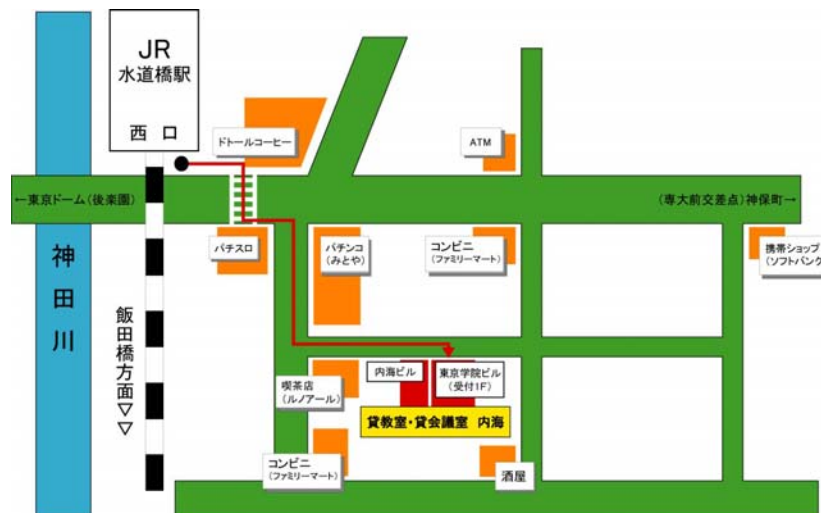 JR
水道橋駅
西 口
ドトールコーヒー
ATM
←東京ドーム(後楽園)
(専大前交差点)神保町→
パチスロ
パチンコ
(みとや)
コンビニ
(ファミリーマート)
携帯ショップ
(ソフトバンク)
神田川
飯田橋方面▽▽
内海ビル
東京学院ビル
(受付1F)
喫茶店
(ルノアール)
貸教室・貸会議室 内海
コンビニ
(ファミリーマート)
酒屋